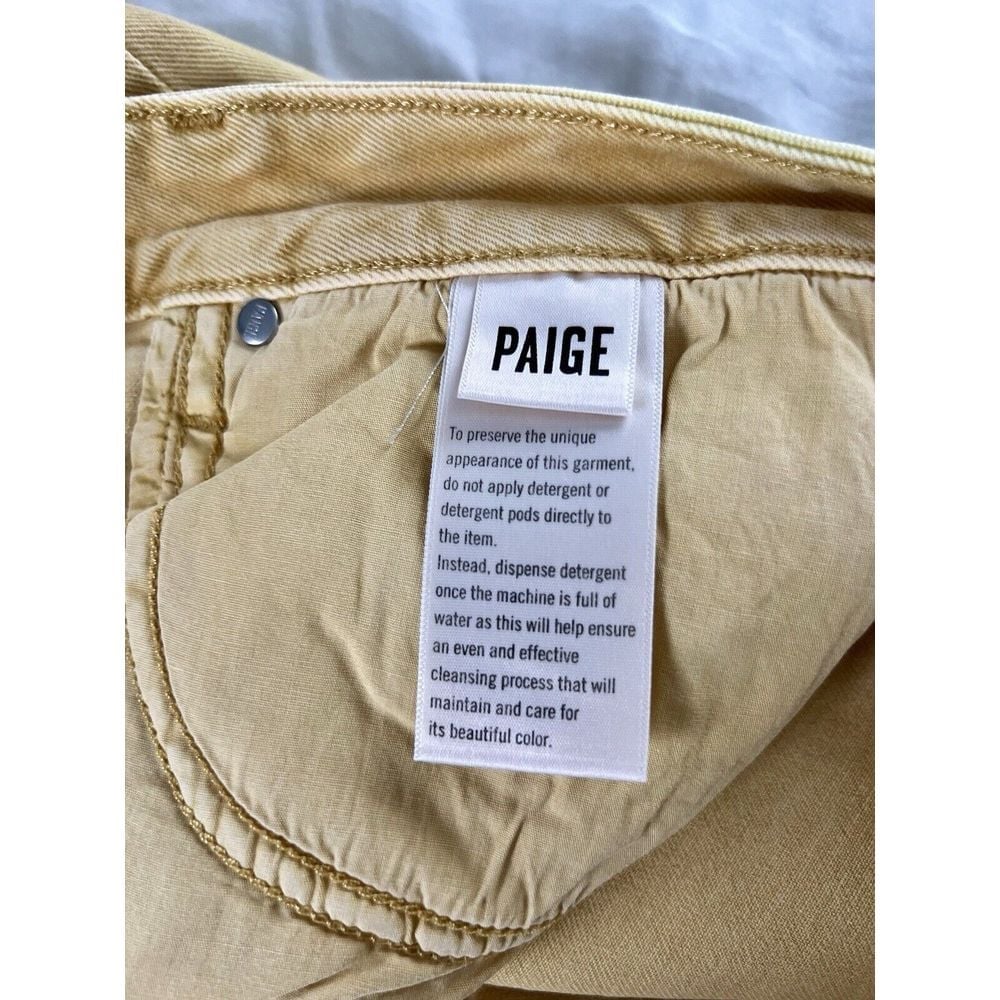 PAIGE
PAIGE
To preserve the unique
appearance of this garment,
do not apply detergent or
detergent pods directly to
the item.
Instead, dispense detergent
once the machine is full of
water as this will help ensure
an even and effective
cleansing process that will
maintain and care for
its beautiful color.